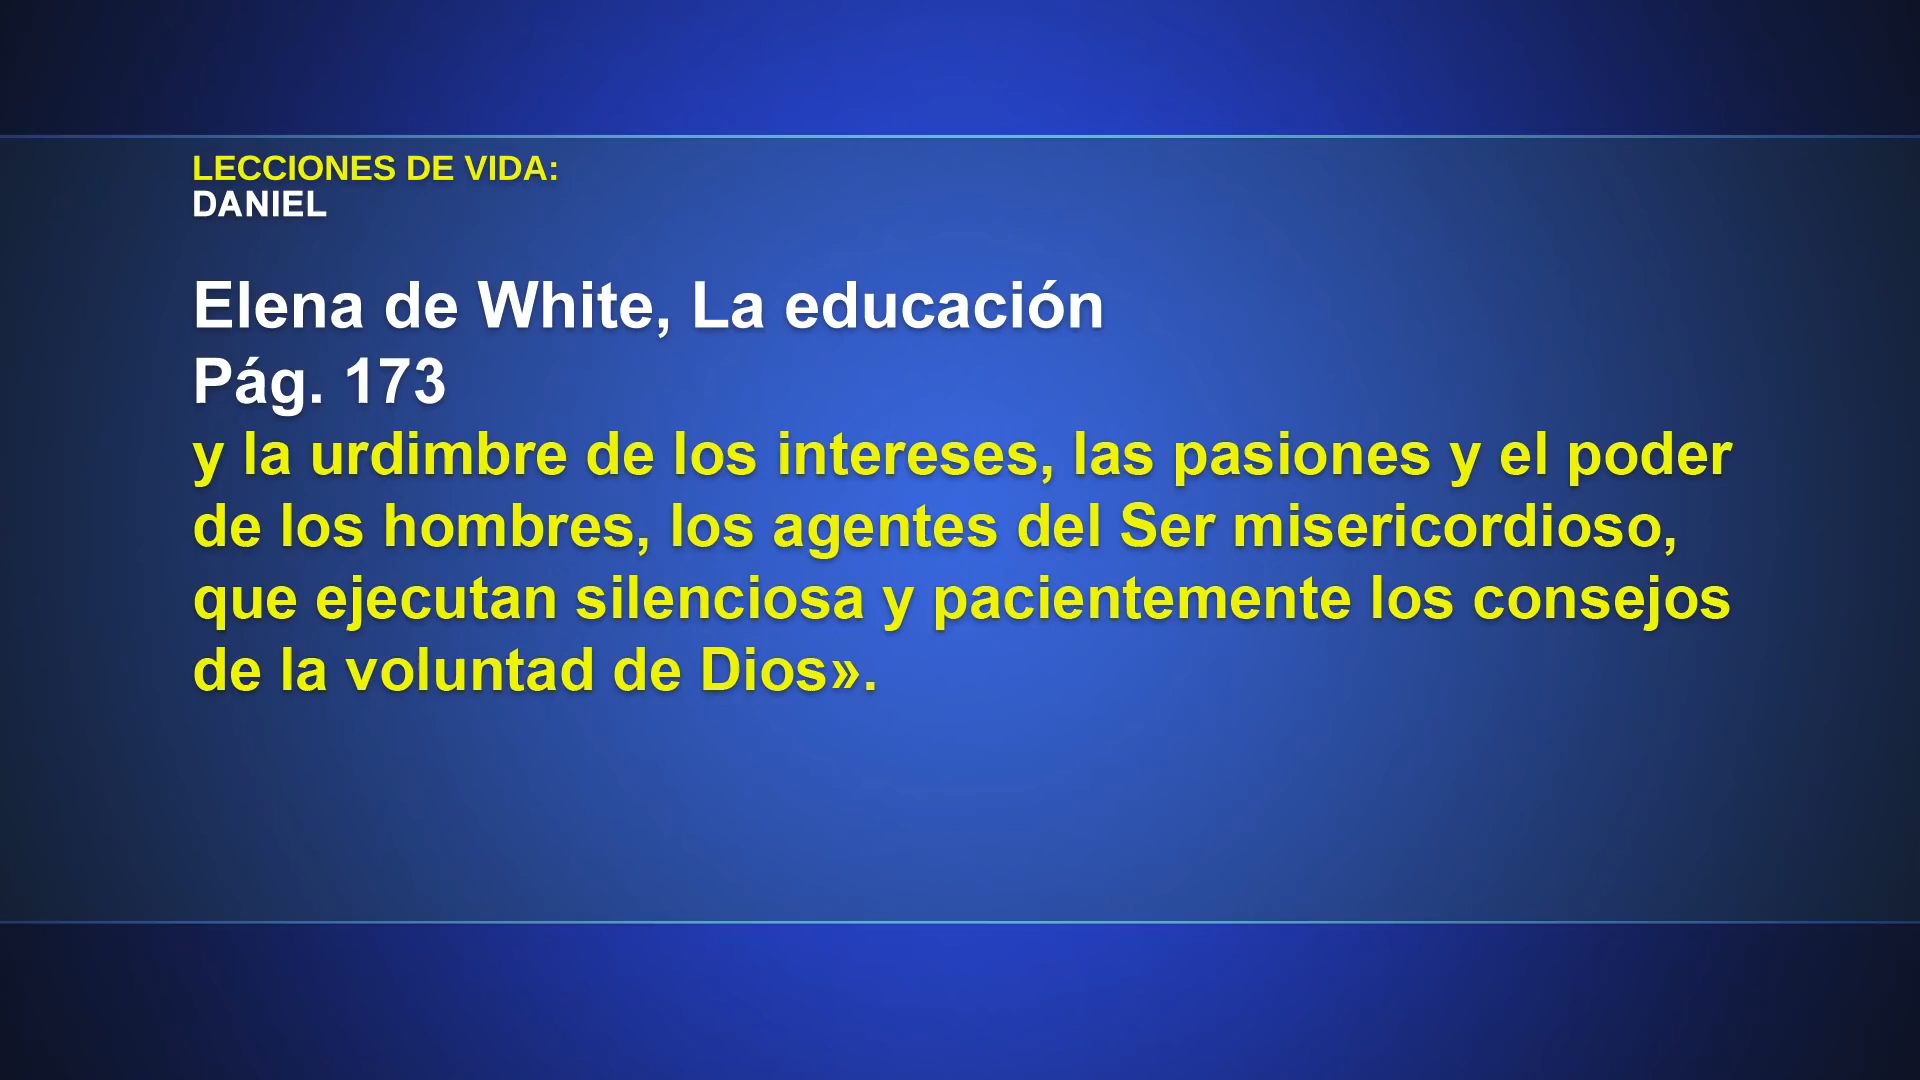 LECCIONES DE VIDA:
DANIEL
Elena de White, La educación
Pág. 173
y la urdimbre de los intereses, las pasiones y el poder
de los hombres, los agentes del Ser misericordioso,
que ejecutan silenciosa y pacientemente los consejos
de la voluntad de Dios».